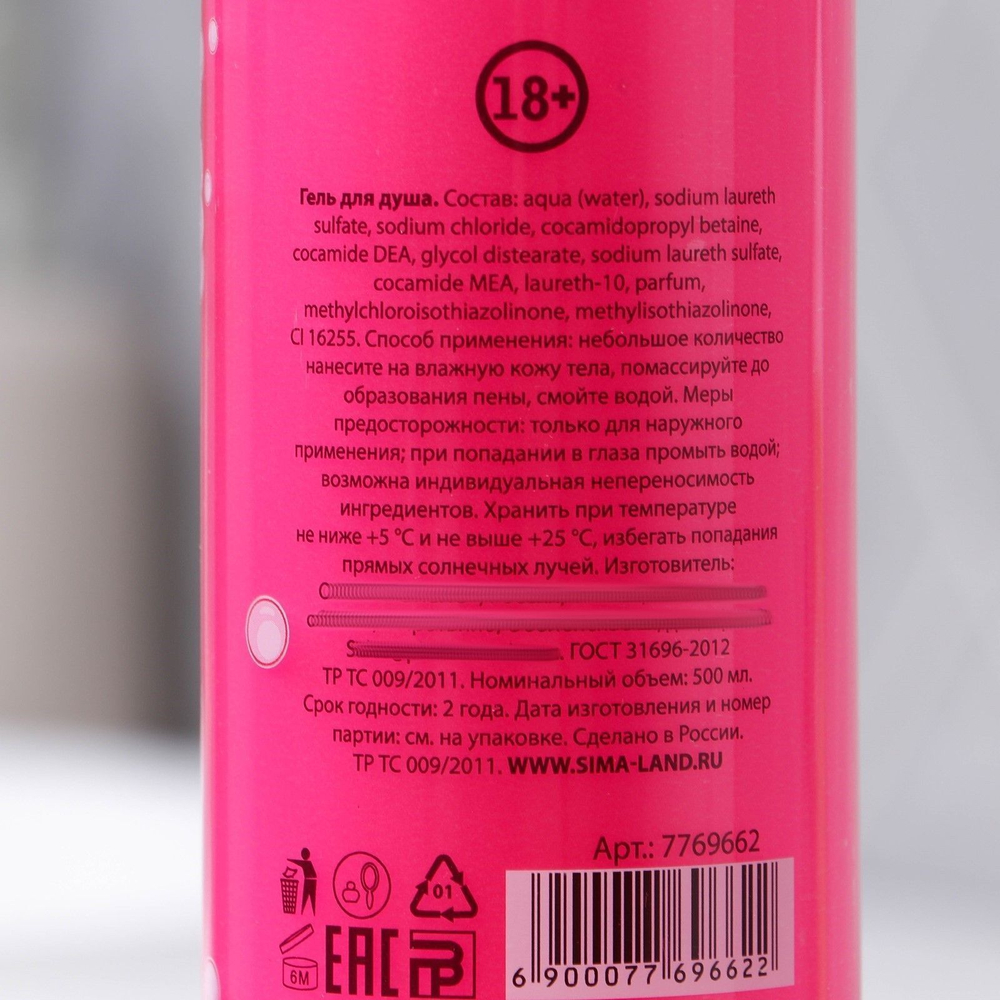 18+
Гель для душа. Состав: aqua (water), sodium laureth
sulfate, sodium chloride, cocamidopropyl betaine,
cocamide DEA, glycol distearate, sodium laureth sulfate,
cocamide MEA, laureth-10, parfum,
methylchloroisothiazolinone, methylisothiazolinone,
CI 16255. Способ применения: небольшое количество
нанесите на влажную кожу тела, помассируйте до
образования пены, смойте водой. Меры
предосторожности: только для наружного
применения; при попадании в глаза промыть водой;
возможна индивидуальная непереносимость
ингредиентов. Хранить при температуре
не ниже +5 °С и не выше +25 °С, избегать попадания
прямых солнечных лучей. Изготовитель:
ГОСТ 31696-2012
ТР ТС 009/2011. Номинальный объем: 500 мл.
Срок годности: 2 года. Дата изготовления и номер
партии: см. на упаковке. Сделано в России.
ТР ТС 009/2011. WWW.SIMA-LAND.RU
Арт.: 7769662
01
6M
EAC
6 900077 696622